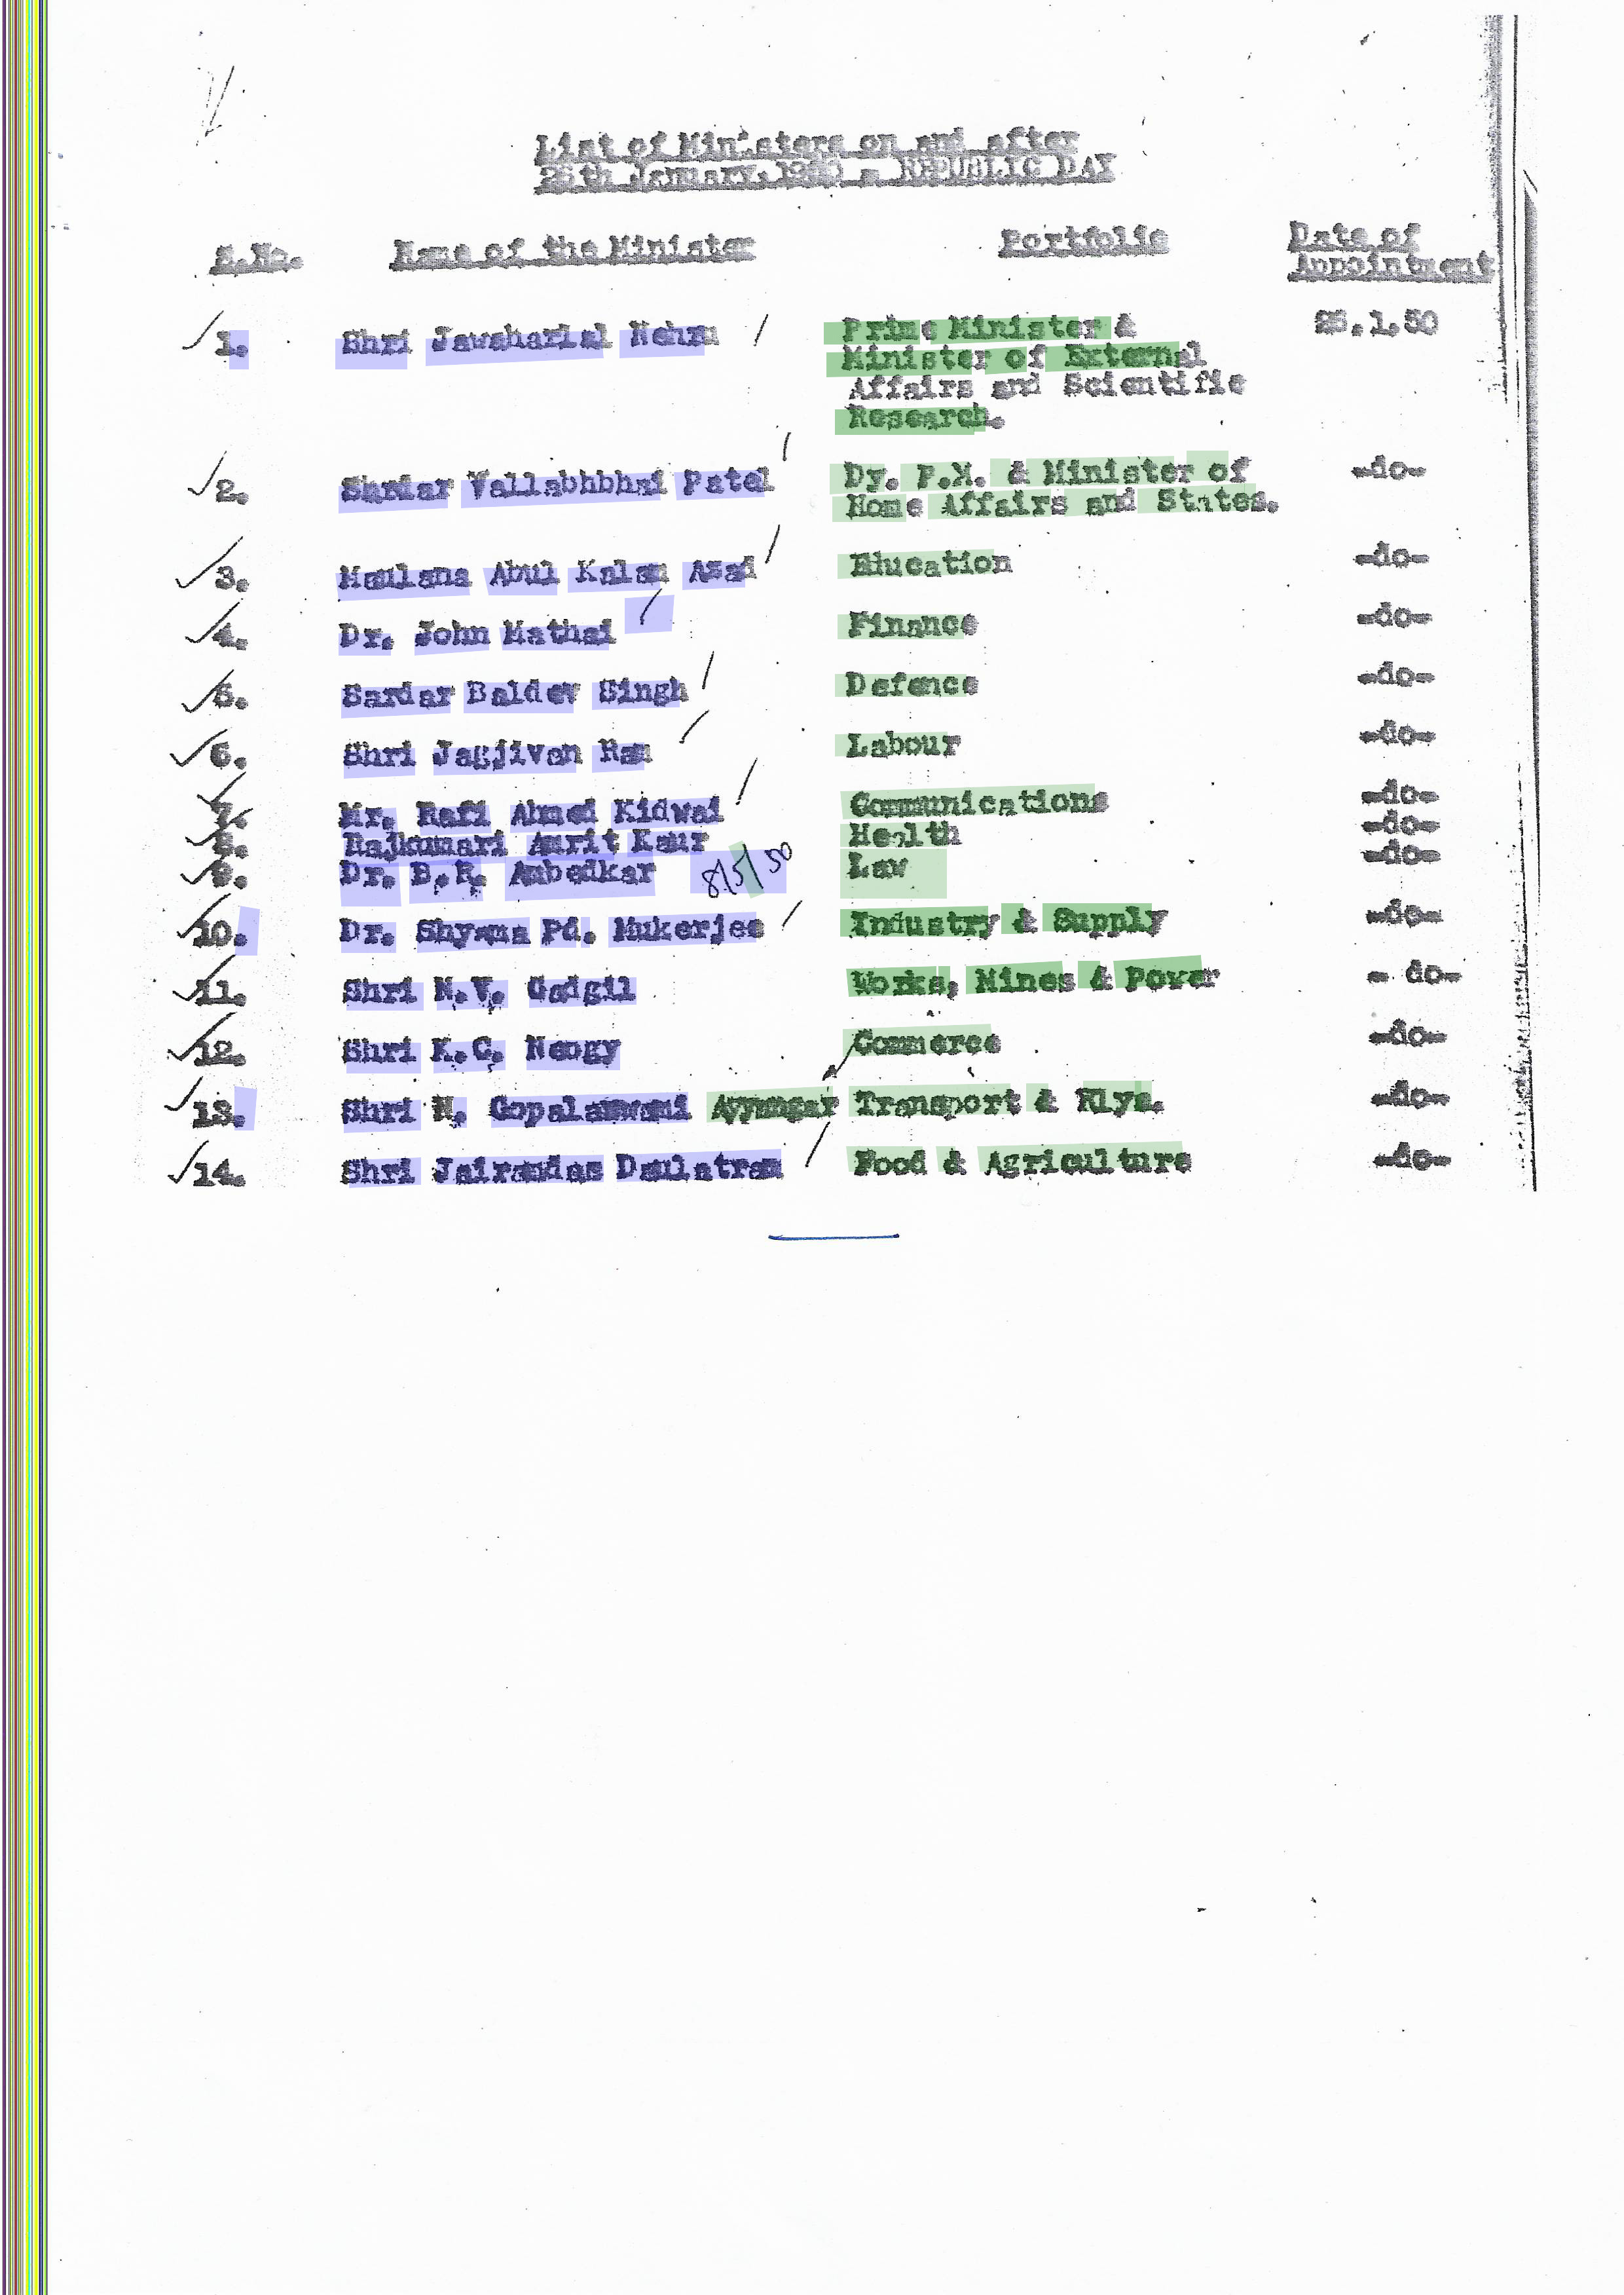 List of Ministers on and after
26th January, 1950 - REPUBLIC DAY
S.No. Name of the Minister Portfolio Date of Appointment
1. Shri Jawaharlal Nehru Prime Minister & 26.1.50
Minister of External
Affairs and Scientific
Research.
2. Shrdar Vallabhbhai Patel Dy. P.M. & Minister of -do-
Home Affairs and States.
3. Maulana Abul Kalam Azad Education -do-
4. Dr. John Mathai Finance -do-
5. Sardar Baldev Singh Defence -do-
6. Shri Jagjivan Ram Labour -do-
7. Mr. Rafi Ahmed Kidwai Communications -do-
8. Rajkumari Amrit Kaur Health -do-
9. Dr. B.R. Ambedkar 8/5/50 Law -do-
10. Dr. Shyama Pd. Mukerjee Industry & Supply -do-
11. Shri N.V. Gadgil Works, Mines & Power - do-
12. Shri K.C. Neogy Commerce -do-
13. Shri N. Gopalaswami Ayyangar Transport & Rlys. -do-
14. Shri Jairamdas Daulatram Food & Agriculture -do-